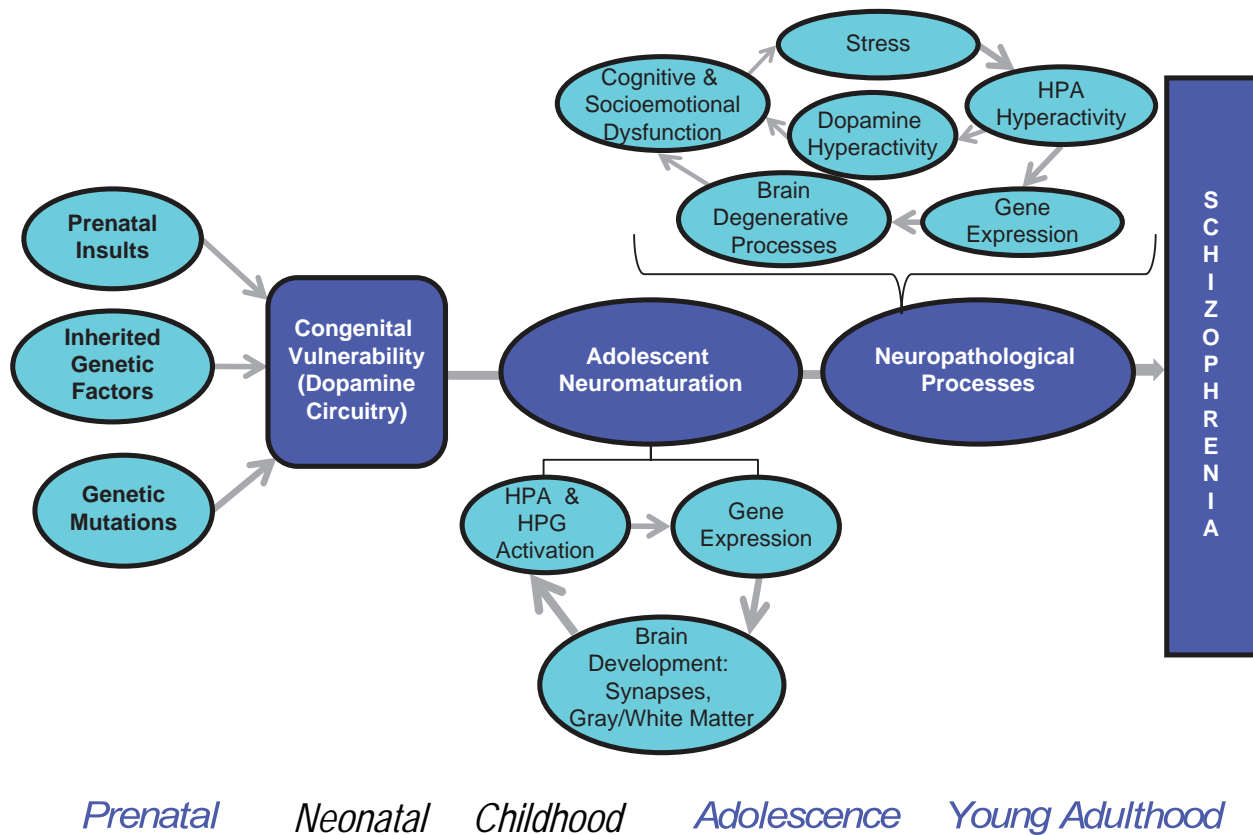 Stress
Cognitive &
Socioemotional
Dysfunction
HPA
Hyperactivity
Dopamine
Hyperactivity
Brain
Degenerative
Processes
Gene
Expression
Prenatal
Insults
Inherited
Genetic
Factors
Genetic
Mutations
Congenital
Vulnerability
(Dopamine
Circuitry)
Adolescent
Neuromaturation
Neuropathological
Processes
HPA &
HPG
Activation
Gene
Expression
Brain
Development:
Synapses,
Gray/White Matter
S
C
H
I
Z
O
P
H
R
E
N
I
A
Prenatal Neonatal Childhood Adolescence Young Adulthood